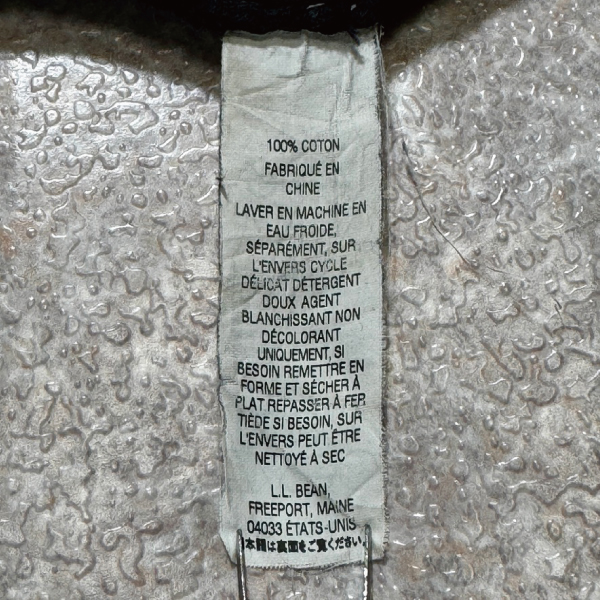 100% COTON
FABRIQUÉ EN
CHINE
LAVER EN MACHINE EN
EAU FROIDE,
SÉPARÉMENT, SUR
L'ENVERS CYCLE
DÉLICAT DÉTERGENT
DOUX AGENT
BLANCHISSANT NON
DÉCOLORANT
UNIQUEMENT, SI
BESOIN REMETTRE EN
FORME ET SÉCHER À
PLAT REPASSER À FER
TIÈDE SI BESOIN, SUR
L'ENVERS PEUT ÊTRE
NETTOYÉ À SEC
L.L. BEAN,
FREEPORT, MAINE
04033 ÉTATS-UNIS
日本語は裏面をご覧ください。